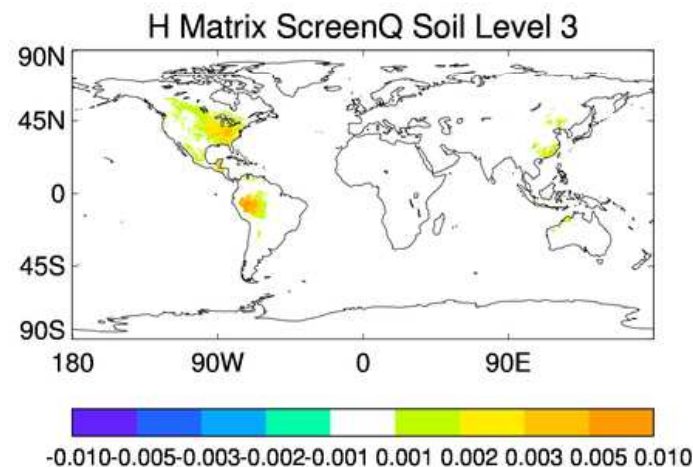 H Matrix ScreenQ Soil Level 3
90N
45N
0
45S
90S
180 90W 0 90E
-0.010-0.005-0.003-0.002-0.001 0.001 0.002 0.003 0.005 0.010